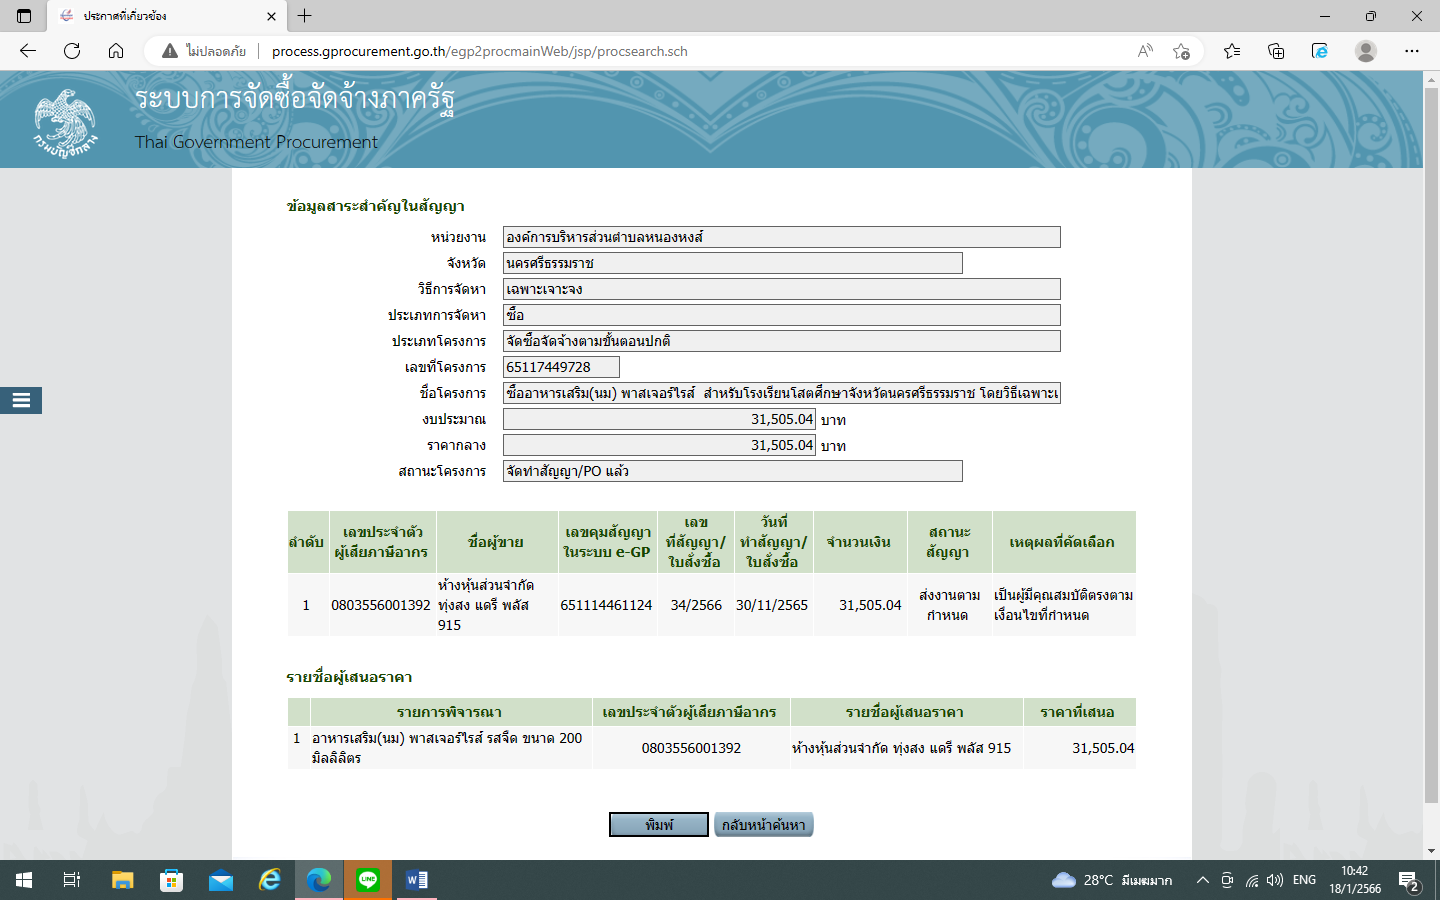 ประกาศที่เกี่ยวข้อง
ไม่ปลอดภัย
process.gprocurement.go.th/egp2procmainWeb/jsp/procsearch.sch
ระบบการจัดซื้อจัดจ้างภาครัฐ
Thai Government Procurement
กรมบัญชีกลาง
ข้อมูลสาระสำคัญในสัญญา
หน่วยงาน องค์การบริหารส่วนตำบลหนองหงส์
จังหวัด นครศรีธรรมราช
วิธีการจัดหา เฉพาะเจาะจง
ประเภทการจัดหา ซื้อ
ประเภทโครงการ จัดซื้อจัดจ้างตามขั้นตอนปกติ
เลขที่โครงการ 65117449728
ชื่อโครงการ ซื้ออาหารเสริม(นม) พาสเจอร์ไรส์ สำหรับโรงเรียนโสตศึกษาจังหวัดนครศรีธรรมราช โดยวิธีเฉพาะเ
งบประมาณ 31,505.04 บาท
ราคากลาง 31,505.04 บาท
สถานะโครงการ จัดทำสัญญา/PO แล้ว
ลำดับ เลขประจำตัวผู้เสียภาษีอากร ชื่อผู้ขาย เลขคุมสัญญาในระบบ e-GP เลขที่สัญญา/ใบสั่งซื้อ วันที่ทำสัญญา/ใบสั่งซื้อ จำนวนเงิน สถานะสัญญา เหตุผลที่คัดเลือก
1 0803556001392 ห้างหุ้นส่วนจำกัด ทุ่งสง แดรี่ พลัส 915 651114461124 34/2566 30/11/2565 31,505.04 ส่งงานตามกำหนด เป็นผู้มีคุณสมบัติตรงตามเงื่อนไขที่กำหนด
รายชื่อผู้เสนอราคา
รายการพิจารณา เลขประจำตัวผู้เสียภาษีอากร รายชื่อผู้เสนอราคา ราคาที่เสนอ
1 อาหารเสริม(นม) พาสเจอร์ไรส์ รสจืด ขนาด 200 มิลลิลิตร 0803556001392 ห้างหุ้นส่วนจำกัด ทุ่งสง แดรี่ พลัส 915 31,505.04
พิมพ์ กลับหน้าค้นหา
LINE
28°C มีเมฆมาก
ENG
10:42
18/1/2566
2